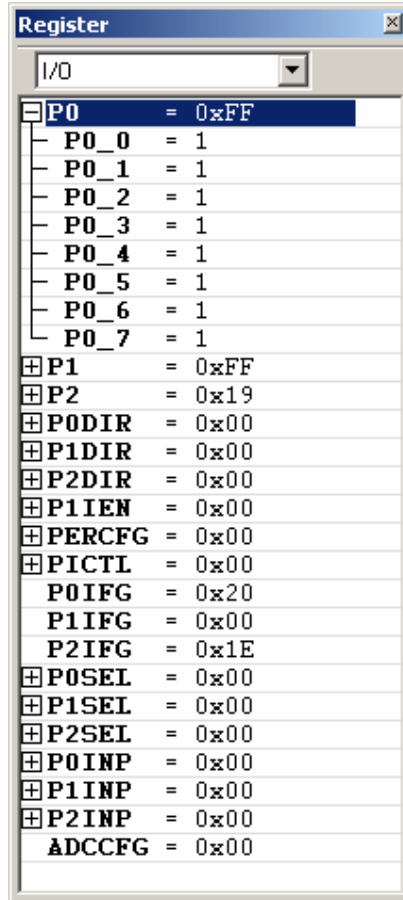 Register
I/O
P0 = 0xFF
P0_0 = 1
P0_1 = 1
P0_2 = 1
P0_3 = 1
P0_4 = 1
P0_5 = 1
P0_6 = 1
P0_7 = 1
P1 = 0xFF
P2 = 0x19
P0DIR = 0x00
P1DIR = 0x00
P2DIR = 0x00
P1IEN = 0x00
PERCFG = 0x00
PICTL = 0x00
P0IFG = 0x20
P1IFG = 0x00
P2IFG = 0x1E
P0SEL = 0x00
P1SEL = 0x00
P2SEL = 0x00
P0INP = 0x00
P1INP = 0x00
P2INP = 0x00
ADCCFG = 0x00